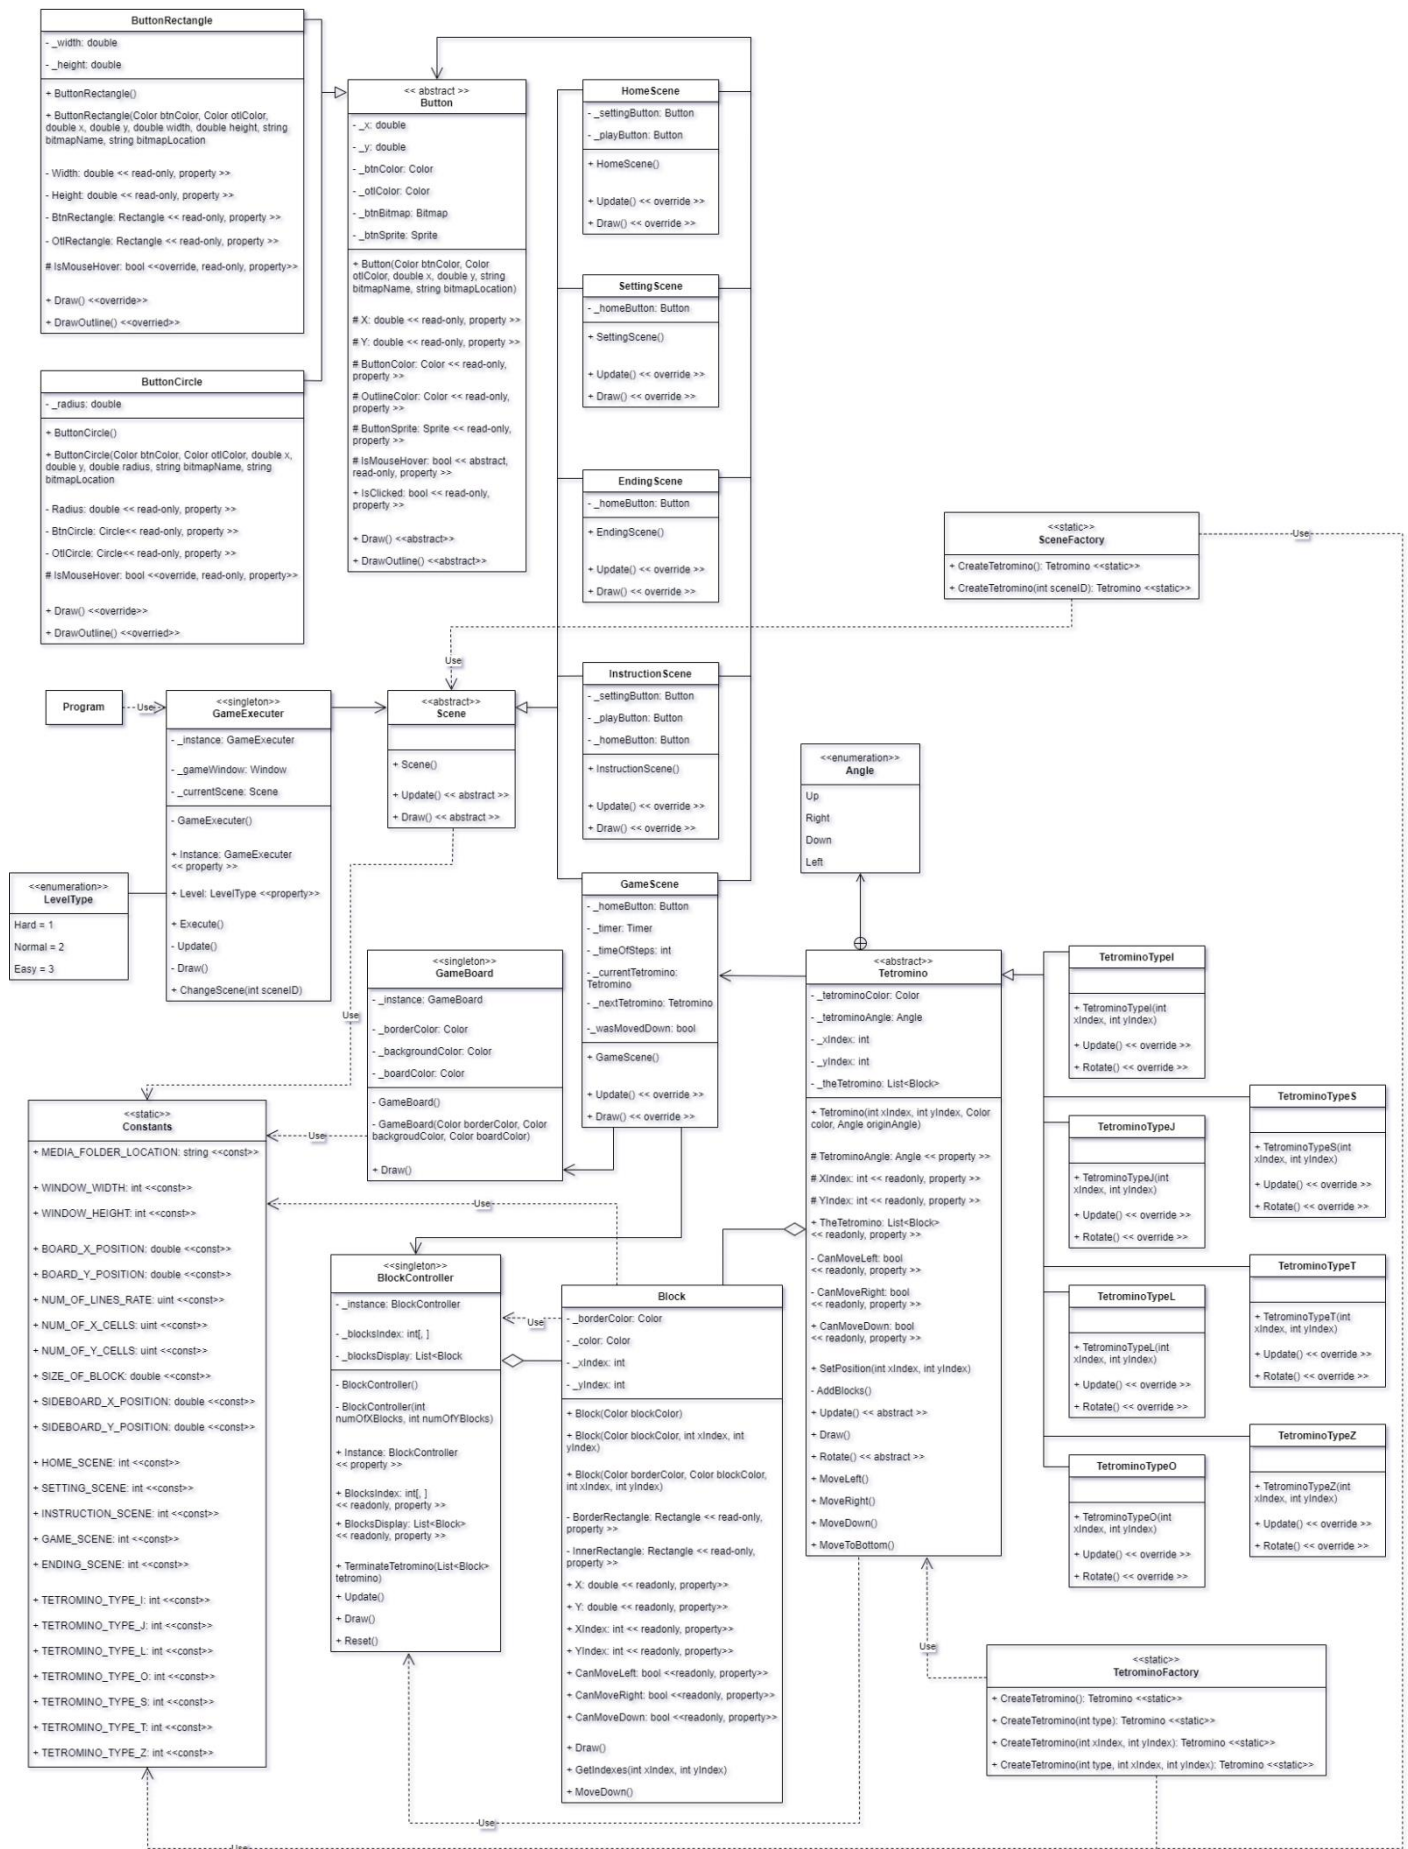 ButtonRectangle
- _width: double
- _height: double
+ ButtonRectangle()
+ ButtonRectangle(Color btnColor, Color otlColor,
double x, double y, double width, double height, string
bitmapName, string bitmapLocation
- Width: double << read-only, property >>
- Height: double << read-only, property >>
- BtnRectangle: Rectangle << read-only, property >>
- OtlRectangle: Rectangle << read-only, property >>
# IsMouseHover: bool <<override, read-only, property>>
+ Draw() <<override>>
+ DrawOutline() <<overried>>
ButtonCircle
- _radius: double
+ ButtonCircle()
+ ButtonCircle(Color btnColor, Color otlColor, double x,
double y, double radius, string bitmapName, string
bitmapLocation
- Radius: double << read-only, property >>
- BtnCircle: Circle<< read-only, property >>
- OtlCircle: Circle<< read-only, property >>
# IsMouseHover: bool <<override, read-only, property>>
+ Draw() <<override>>
+ DrawOutline() <<overried>>
<< abstract >>
Button
- _x: double
- _y: double
- _btnColor: Color
- _otlColor: Color
- _btnBitmap: Bitmap
- _btnSprite: Sprite
+ Button(Color btnColor, Color
otlColor, double x, double y, string
bitmapName, string bitmapLocation)
# X: double << read-only, property >>
# Y: double << read-only, property >>
# ButtonColor: Color << read-only,
property >>
# OutlineColor: Color << read-only,
property >>
# ButtonSprite: Sprite << read-only,
property >>
# IsMouseHover: bool << abstract,
read-only, property >>
+ IsClicked: bool << read-only,
property >>
+ Draw() <<abstract>>
+ DrawOutline() <<abstract>>
HomeScene
- _settingButton: Button
- _playButton: Button
+ HomeScene()
+ Update() << override >>
+ Draw() << override >>
SettingScene
- _homeButton: Button
+ SettingScene()
+ Update() << override >>
+ Draw() << override >>
EndingScene
- _homeButton: Button
+ EndingScene()
+ Update() << override >>
+ Draw() << override >>
<<static>>
SceneFactory
+ CreateTetromino(): Tetromino <<static>>
+ CreateTetromino(int sceneID): Tetromino <<static>>
Use
Use
InstructionScene
- _settingButton: Button
- _playButton: Button
- _homeButton: Button
+ InstructionScene()
+ Update() << override >>
+ Draw() << override >>
Program
Use
<<singleton>>
GameExecuter
- _instance: GameExecuter
- _gameWindow: Window
- _currentScene: Scene
- GameExecuter()
+ Instance: GameExecuter
<< property >>
+ Level: LevelType <<property>>
+ Execute()
- Update()
- Draw()
+ ChangeScene(int sceneID)
<<abstract>>
Scene
+ Scene()
+ Update() << abstract >>
+ Draw() << abstract >>
<<enumeration>>
LevelType
Hard = 1
Normal = 2
Easy = 3
<<enumeration>>
Angle
Up
Right
Down
Left
GameScene
- _homeButton: Button
- _timer: Timer
- _timeOfSteps: int
- _currentTetromino:
Tetromino
- _nextTetromino: Tetromino
-_wasMovedDown: bool
+ GameScene()
+ Update() << override >>
+ Draw() << override >>
<<singleton>>
GameBoard
- _instance: GameBoard
- _borderColor: Color
- _backgroundColor: Color
- _boardColor: Color
- GameBoard()
- GameBoard(Color borderColor, Color
backgroudColor, Color boardColor)
+ Draw()
Use
Use
Use
<<static>>
Constants
+ MEDIA_FOLDER_LOCATION: string <<const>>
+ WINDOW_WIDTH: int <<const>>
+ WINDOW_HEIGHT: int <<const>>
+ BOARD_X_POSITION: double <<const>>
+ BOARD_Y_POSITION: double <<const>>
+ NUM_OF_LINES_RATE: uint <<const>>
+ NUM_OF_X_CELLS: uint <<const>>
+ NUM_OF_Y_CELLS: uint <<const>>
+ SIZE_OF_BLOCK: double <<const>>
+ SIDEBOARD_X_POSITION: double <<const>>
+ SIDEBOARD_Y_POSITION: double <<const>>
+ HOME_SCENE: int <<const>>
+ SETTING_SCENE: int <<const>>
+ INSTRUCTION_SCENE: int <<const>>
+ GAME_SCENE: int <<const>>
+ ENDING_SCENE: int <<const>>
+ TETROMINO_TYPE_I: int <<const>>
+ TETROMINO_TYPE_J: int <<const>>
+ TETROMINO_TYPE_L: int <<const>>
+ TETROMINO_TYPE_O: int <<const>>
+ TETROMINO_TYPE_S: int <<const>>
+ TETROMINO_TYPE_T: int <<const>>
+ TETROMINO_TYPE_Z: int <<const>>
<<singleton>>
BlockController
- _instance: BlockController
- _blocksIndex: int[, ]
- _blocksDisplay: List<Block
- BlockController()
- BlockController(int
numOfXBlocks, int numOfYBlocks)
+ Instance: BlockController
<< property >>
+ BlocksIndex: int[, ]
<< readonly, property >>
+ BlocksDisplay: List<Block>
<< readonly, property >>
+ TerminateTetromino(List<Block>
tetromino)
+ Update()
+ Draw()
+ Reset()
Use
Block
- _borderColor: Color
- _color: Color
- _xIndex: int
- _yIndex: int
+ Block(Color blockColor)
+ Block(Color blockColor, int xIndex, int
yIndex)
+ Block(Color borderColor, Color blockColor,
int xIndex, int yIndex)
- BorderRectangle: Rectangle << read-only,
property >>
- InnerRectangle: Rectangle << read-only,
property >>
+ X: double << readonly, property>>
+ Y: double << readonly, property>>
+ XIndex: int << readonly, property>>
+ YIndex: int << readonly, property>>
+ CanMoveLeft: bool <<readonly, property>>
+ CanMoveRight: bool <<readonly, property>>
+ CanMoveDown: bool <<readonly, property>>
+ Draw()
+ GetIndexes(int xIndex, int yIndex)
+ MoveDown()
<<abstract>>
Tetromino
- _tetrominoColor: Color
- _tetrominoAngle: Angle
- _xIndex: int
- _yIndex: int
- _theTetromino: List<Block>
+ Tetromino(int xIndex, int yIndex, Color
color, Angle originAngle)
# TetrominoAngle: Angle << property >>
# XIndex: int << readonly, property >>
# YIndex: int << readonly, property >>
+ TheTetromino: List<Block>
<< readonly, property >>
- CanMoveLeft: bool
<< readonly, property >>
- CanMoveRight: bool
<< readonly, property >>
+ CanMoveDown: bool
<< readonly, property >>
+ SetPosition(int xIndex, int yIndex)
- AddBlocks()
+ Update() << abstract >>
+ Draw()
+ Rotate() << abstract >>
+ MoveLeft()
+ MoveRight()
+ MoveDown()
+ MoveToBottom()
TetrominoTypeI
+ TetrominoTypeI(int
xIndex, int yIndex)
+ Update() << override >>
+ Rotate() << override >>
TetrominoTypeS
+ TetrominoTypeS(int
xIndex, int yIndex)
+ Update() << override >>
+ Rotate() << override >>
TetrominoTypeJ
+ TetrominoTypeJ(int
xIndex, int yIndex)
+ Update() << override >>
+ Rotate() << override >>
TetrominoTypeT
+ TetrominoTypeT(int
xIndex, int yIndex)
+ Update() << override >>
+ Rotate() << override >>
TetrominoTypeL
+ TetrominoTypeL(int
xIndex, int yIndex)
+ Update() << override >>
+ Rotate() << override >>
TetrominoTypeZ
+ TetrominoTypeZ(int
xIndex, int yIndex)
+ Update() << override >>
+ Rotate() << override >>
TetrominoTypeO
+ TetrominoTypeO(int
xIndex, int yIndex)
+ Update() << override >>
+ Rotate() << override >>
Use
<<static>>
TetrominoFactory
+ CreateTetromino(): Tetromino <<static>>
+ CreateTetromino(int type): Tetromino <<static>>
+ CreateTetromino(int xIndex, int yIndex): Tetromino <<static>>
+ CreateTetromino(int type, int xIndex, int yIndex): Tetromino <<static>>
Use
Use